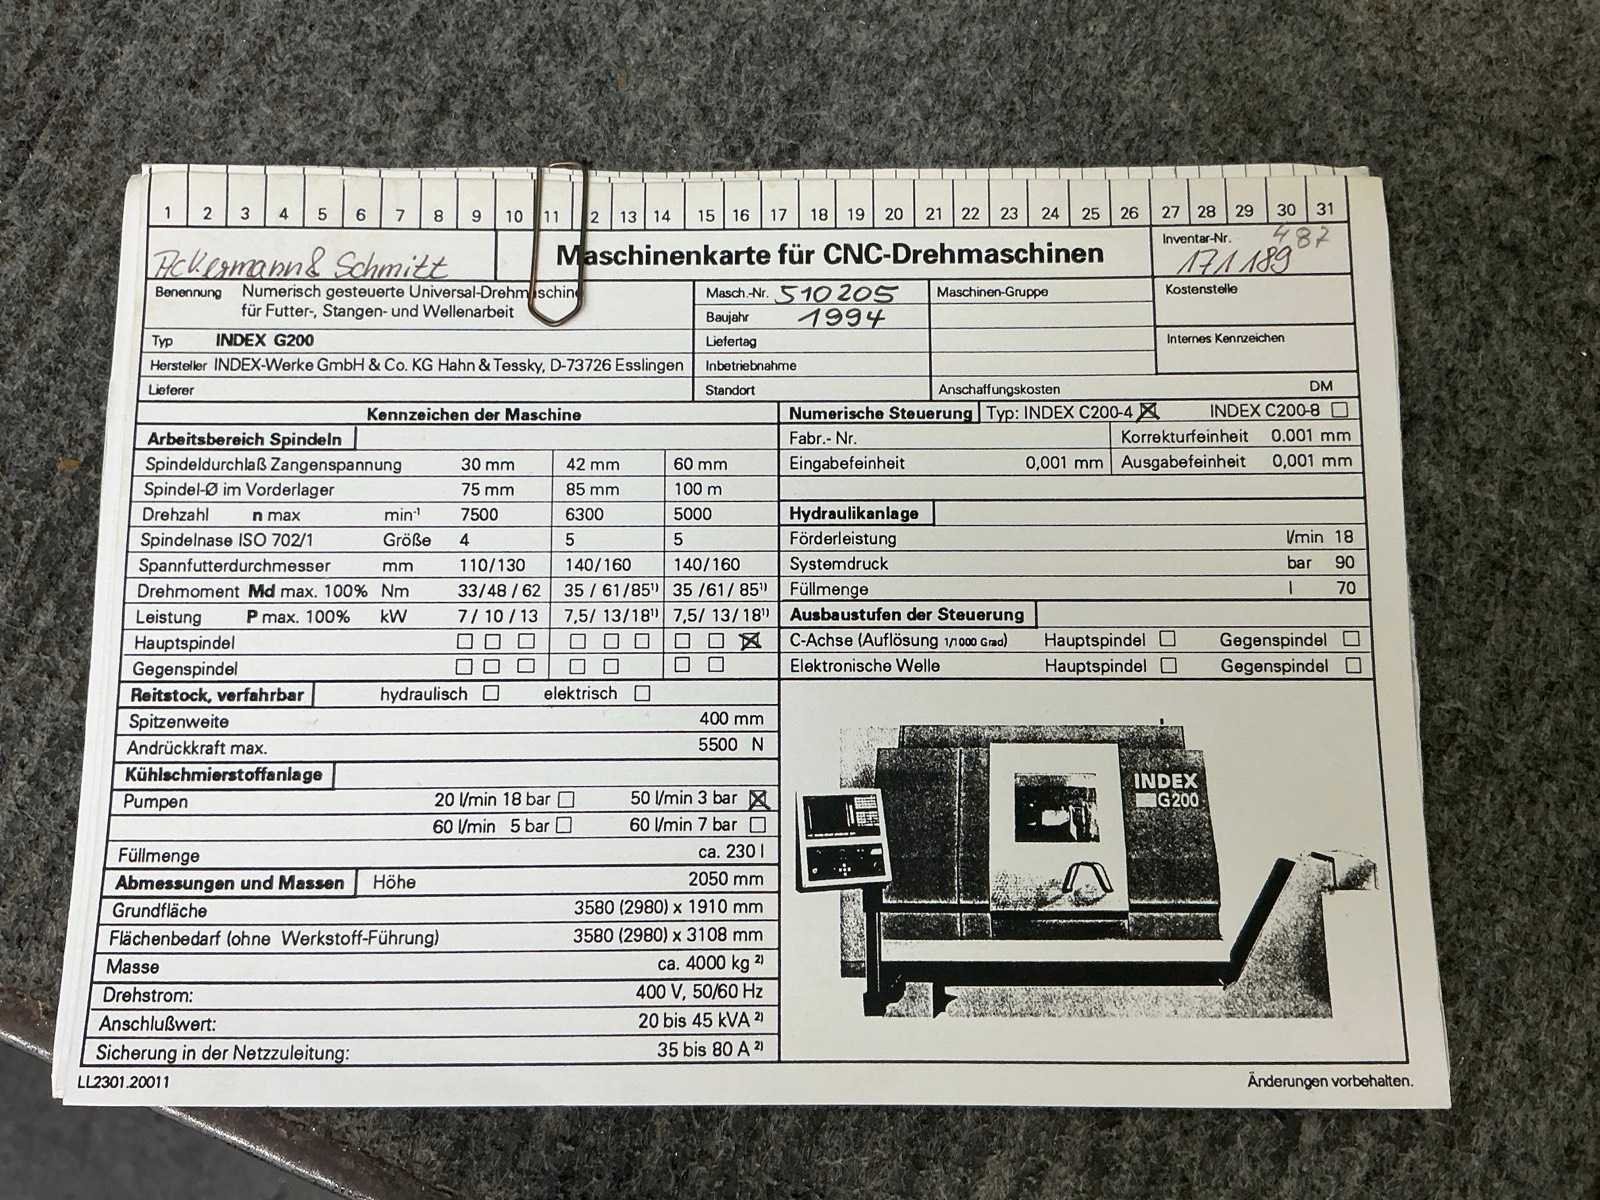 1 2 3 4 5 6 7 8 9 10 11 2 13 14 15 16 17 18 19 20 21 22 23 24 25 26 27 28 29 30 31
Ackermann & Schmitt
Maschinenkarte für CNC-Drehmaschinen
Inventar-Nr. 487
171189
Benennung Numerisch gesteuerte Universal-Drehmaschine
für Futter-, Stangen- und Wellenarbeit
Masch.-Nr. 510205
Maschinen-Gruppe
Kostenstelle
Baujahr 1994
Typ INDEX G200
Liefertag
Internes Kennzeichen
Hersteller INDEX-Werke GmbH & Co. KG Hahn & Tessky, D-73726 Esslingen
Inbetriebnahme
Lieferer
Standort
Anschaffungskosten DM
Kennzeichen der Maschine
Arbeitsbereich Spindeln
Spindeldurchlaß Zangenspannung 30 mm 42 mm 60 mm
Spindel-Ø im Vorderlager 75 mm 85 mm 100 m
Drehzahl n max min⁻¹ 7500 6300 5000
Spindelnase ISO 702/1 Größe 4 5 5
Spannfutterdurchmesser mm 110/130 140/160 140/160
Drehmoment Md max. 100% Nm 33/48 / 62 35 / 61/85¹⁾ 35 /61/ 85¹⁾
Leistung P max. 100% kW 7 / 10 / 13 7,5/ 13/18¹⁾ 7,5/ 13/18¹⁾
Hauptspindel ☐ ☐ ☐ ☐ ☐ ☐ ☐ ☐ ☒
Gegenspindel ☐ ☐ ☐ ☐ ☐ ☐ ☐
Reitstock, verfahrbar hydraulisch ☐ elektrisch ☐
Spitzenweite 400 mm
Andrückkraft max. 5500 N
Kühlschmierstoffanlage
Pumpen 20 l/min 18 bar ☐ 50 l/min 3 bar ☒
60 l/min 5 bar ☐ 60 l/min 7 bar ☐
Füllmenge ca. 230 l
Abmessungen und Massen Höhe 2050 mm
Grundfläche 3580 (2980) x 1910 mm
Flächenbedarf (ohne Werkstoff-Führung) 3580 (2980) x 3108 mm
Masse ca. 4000 kg ²⁾
Drehstrom: 400 V, 50/60 Hz
Anschlußwert: 20 bis 45 kVA ²⁾
Sicherung in der Netzzuleitung: 35 bis 80 A ²⁾
Numerische Steuerung Typ: INDEX C200-4 ☒ INDEX C200-8 ☐
Fabr.- Nr. Korrekturfeinheit 0.001 mm
Eingabefeinheit 0,001 mm Ausgabefeinheit 0,001 mm
Hydraulikanlage
Förderleistung l/min 18
Systemdruck bar 90
Füllmenge l 70
Ausbaustufen der Steuerung
C-Achse (Auflösung 1/1000 Grad) Hauptspindel ☐ Gegenspindel ☐
Elektronische Welle Hauptspindel ☐ Gegenspindel ☐
INDEX
G200
LL2301.20011
Änderungen vorbehalten.